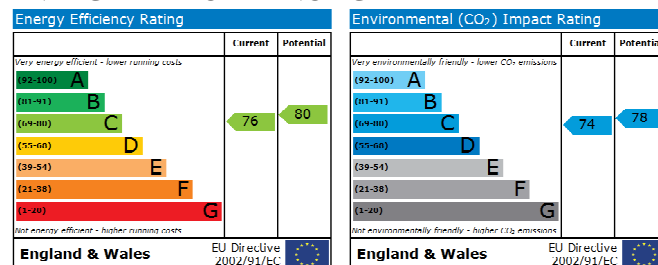 Energy Efficiency Rating
Current Potential
Very energy efficient - lower running costs
(92-100) A
(81-91) B
(69-80) C
(55-68) D
(39-54) E
(21-38) F
(1-20) G
76
80
Not energy efficient - higher running costs
England & Wales
EU Directive
2002/91/EC
Environmental (CO₂) Impact Rating
Current Potential
Very environmentally friendly - lower CO₂ emissions
(92-100) A
(81-91) B
(69-80) C
(55-68) D
(39-54) E
(21-38) F
(1-20) G
74
78
Not environmentally friendly - higher CO₂ emissions
England & Wales
EU Directive
2002/91/EC